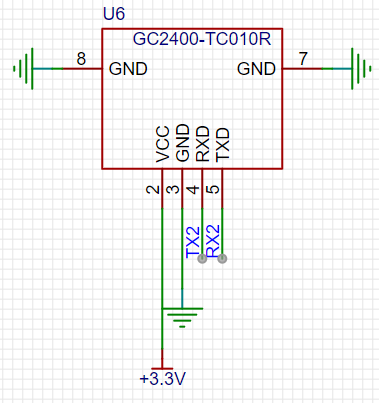 U6
GC2400-TC010R
8
GND
GND
7
VCC
GND
RXD
TXD
2
3
4
5
TX2
RX2
+3.3V